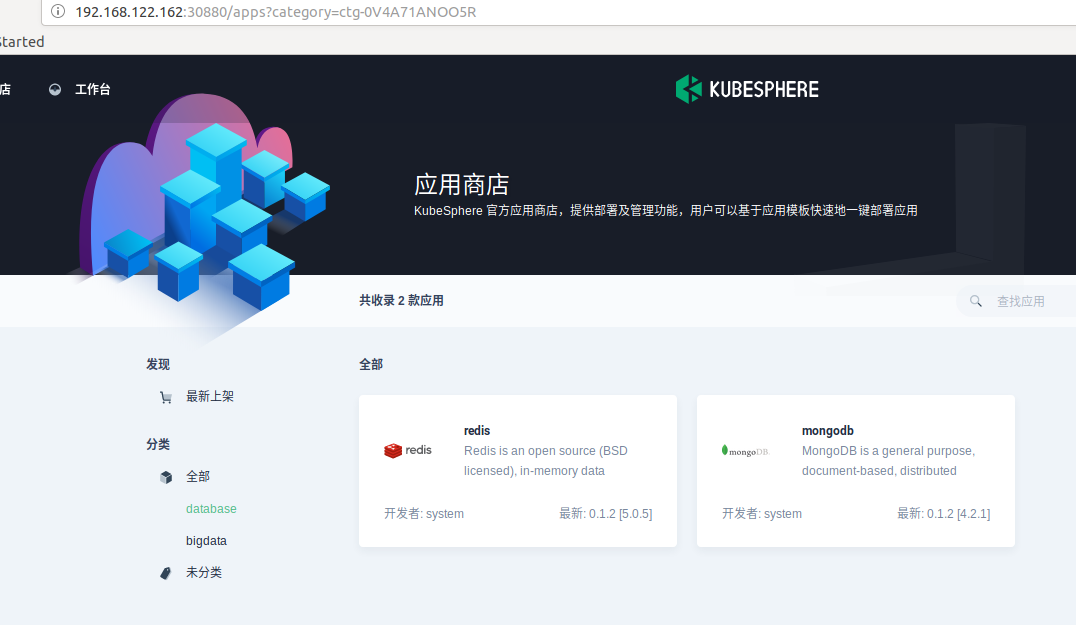 192.168.122.162:30880/apps?category=ctg-0V4A71ANOO5R
Started
店
工作台
KUBESPHERE
应用商店
KubeSphere 官方应用商店，提供部署及管理功能，用户可以基于应用模板快速地一键部署应用
共收录 2 款应用
查找应用
发现
最新上架
分类
全部
database
bigdata
未分类
全部
redis
redis
Redis is an open source (BSD
licensed), in-memory data
开发者: system
最新: 0.1.2 [5.0.5]
mongoDB.
mongodb
MongoDB is a general purpose,
document-based, distributed
开发者: system
最新: 0.1.2 [4.2.1]